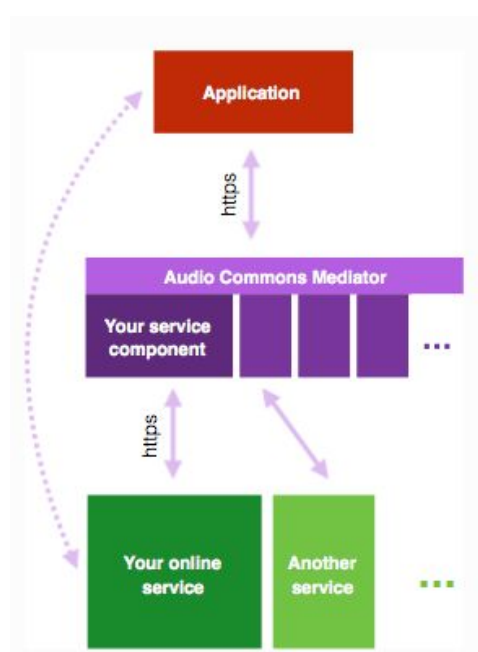 Application
https
Audio Commons Mediator
Your service
component
...
https
Your online
service
Another
service
...